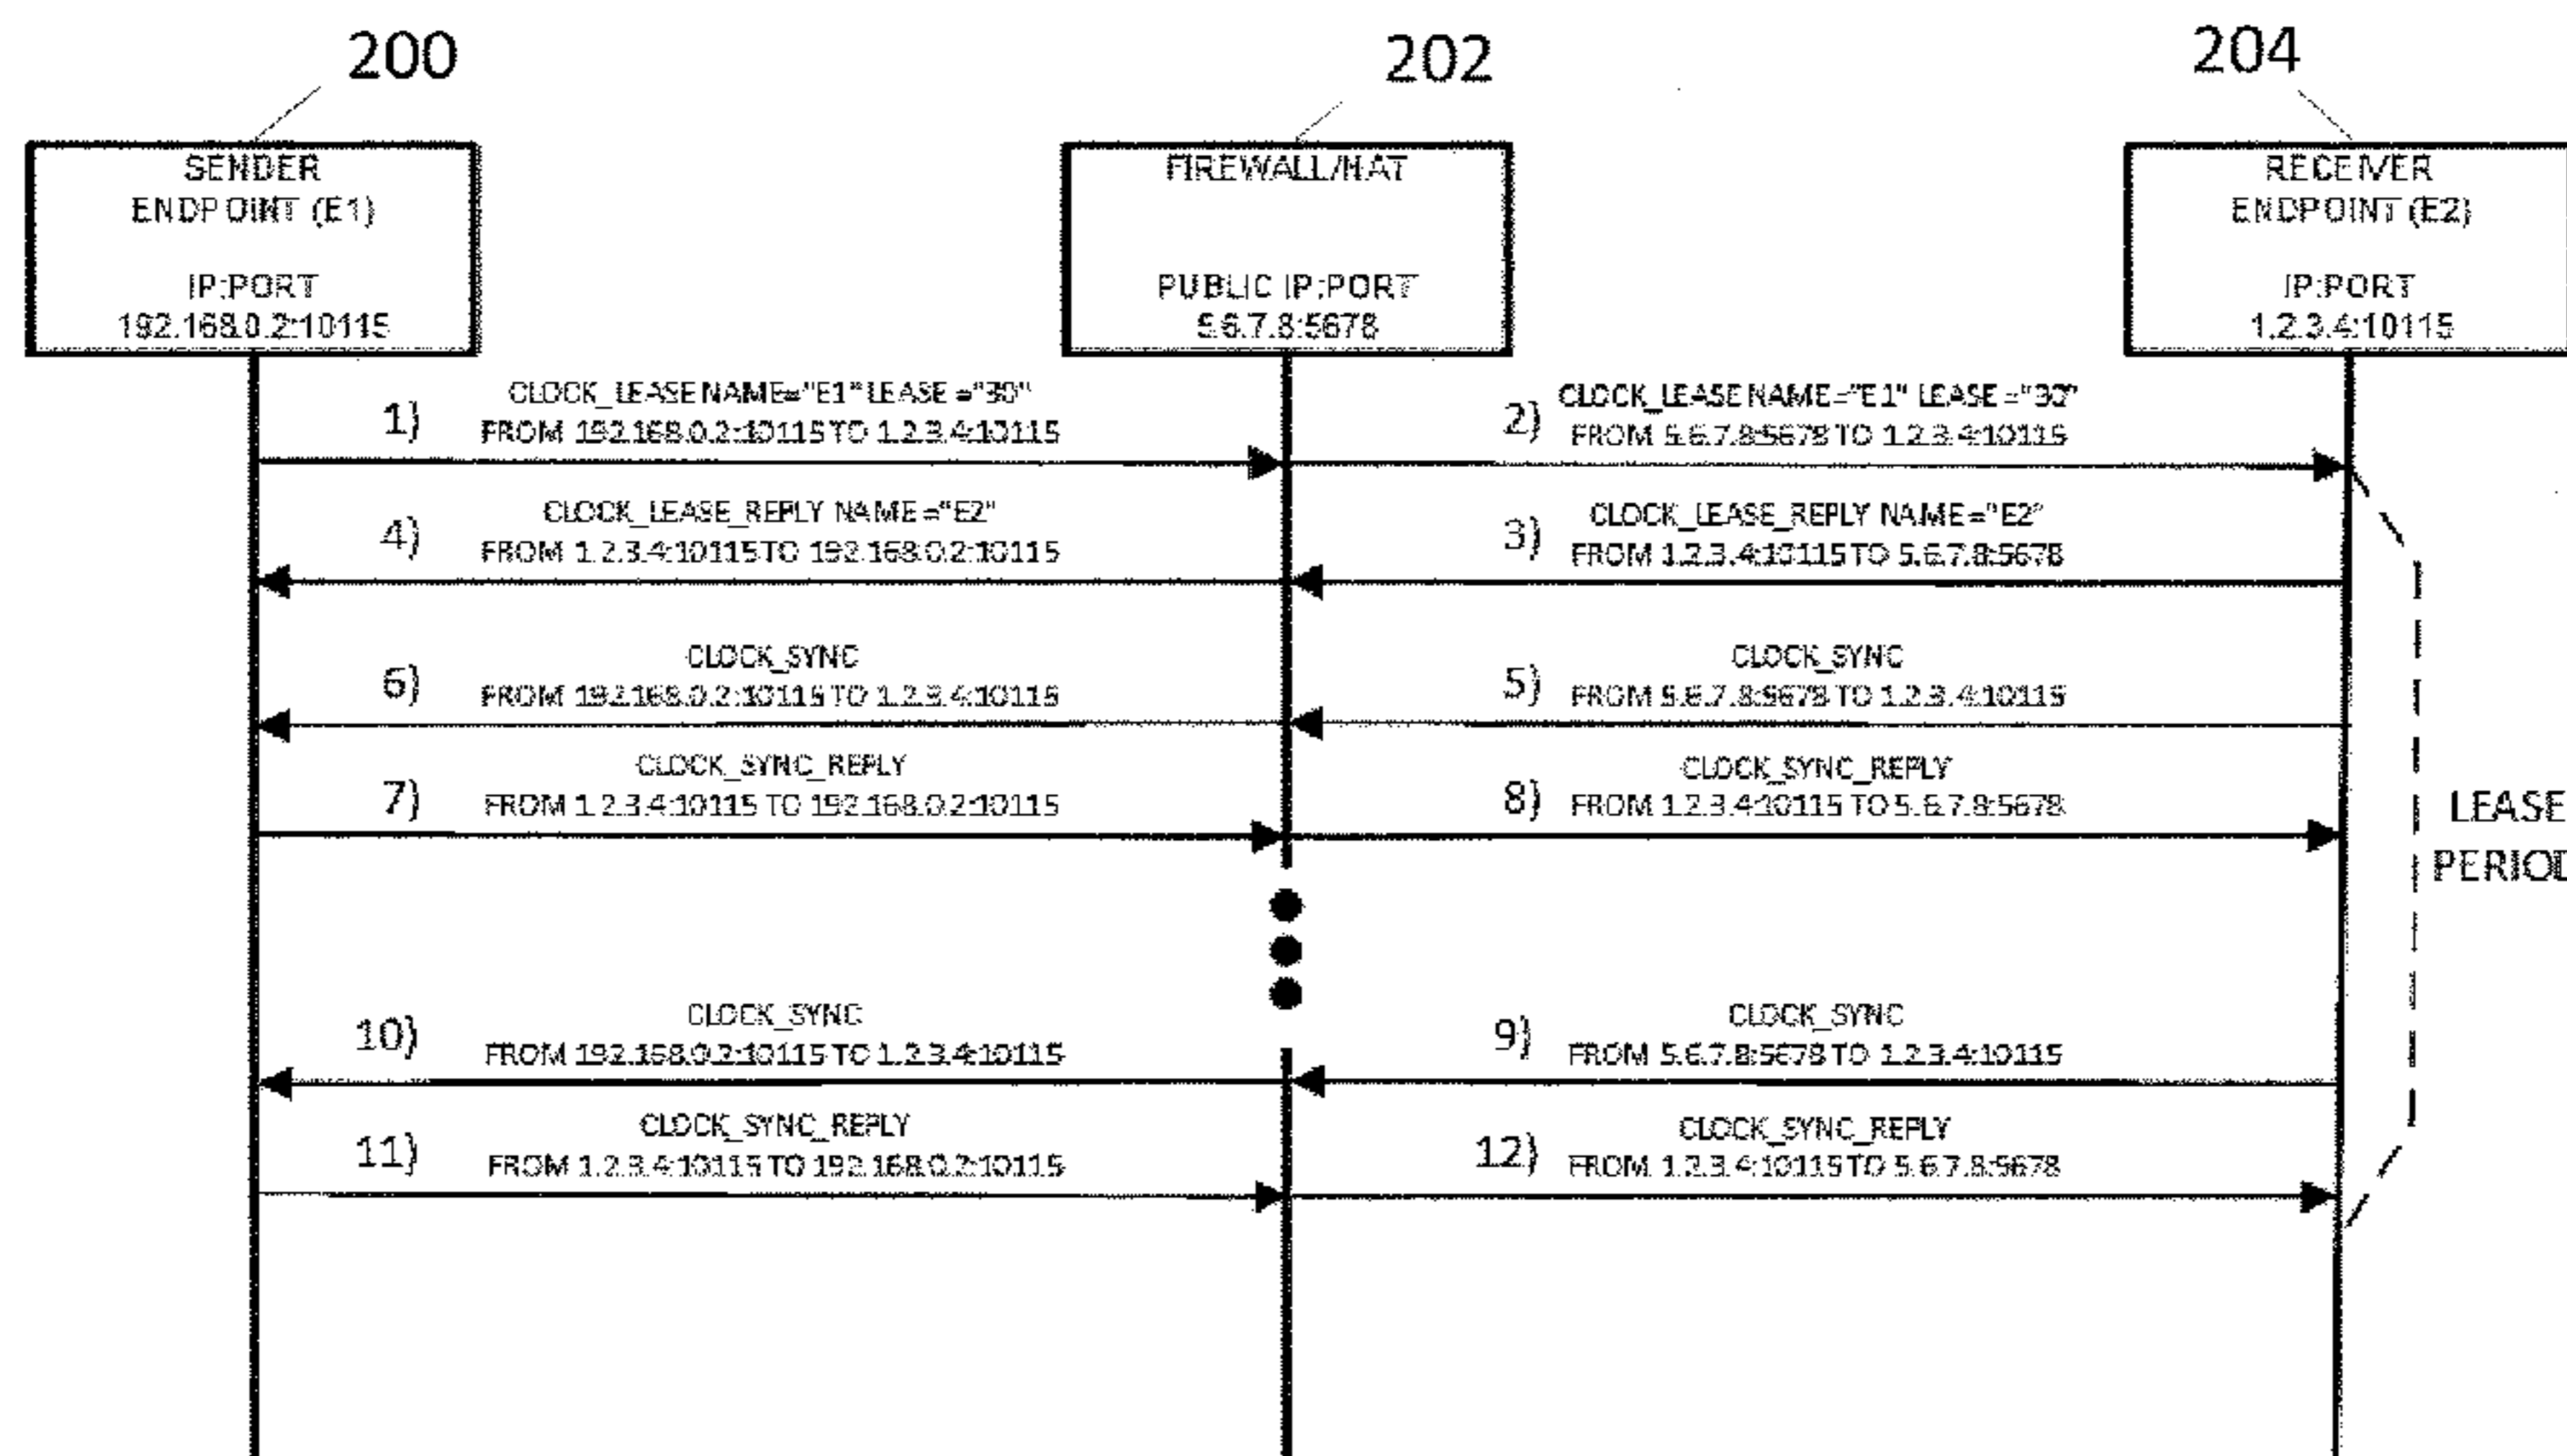 200
202
204
SENDER
ENDPOINT (E1)
IP:PORT
192.168.0.2:10115
FIREWALL/NAT
PUBLIC IP:PORT
5.6.7.8:5678
RECEIVER
ENDPOINT (E2)
IP:PORT
1.2.3.4:10115
1)
CLOCK_LEASE NAME="E1" LEASE="30"
FROM 192.168.0.2:10115 TO 1.2.3.4:10115
2)
CLOCK_LEASE NAME="E1" LEASE="30"
FROM 5.6.7.8:5678 TO 1.2.3.4:10115
4)
CLOCK_LEASE_REPLY NAME="E2"
FROM 1.2.3.4:10115 TO 192.168.0.2:10115
3)
CLOCK_LEASE_REPLY NAME="E2"
FROM 1.2.3.4:10115 TO 5.6.7.8:5678
6)
CLOCK_SYNC
FROM 192.168.0.2:10115 TO 1.2.3.4:10115
5)
CLOCK_SYNC
FROM 5.6.7.8:5678 TO 1.2.3.4:10115
7)
CLOCK_SYNC_REPLY
FROM 1.2.3.4:10115 TO 192.168.0.2:10115
8)
CLOCK_SYNC_REPLY
FROM 1.2.3.4:10115 TO 5.6.7.8:5678
LEASE
PERIOD
10)
CLOCK_SYNC
FROM 192.168.0.2:10115 TO 1.2.3.4:10115
9)
CLOCK_SYNC
FROM 5.6.7.8:5678 TO 1.2.3.4:10115
11)
CLOCK_SYNC_REPLY
FROM 1.2.3.4:10115 TO 192.168.0.2:10115
12)
CLOCK_SYNC_REPLY
FROM 1.2.3.4:10115 TO 5.6.7.8:5678